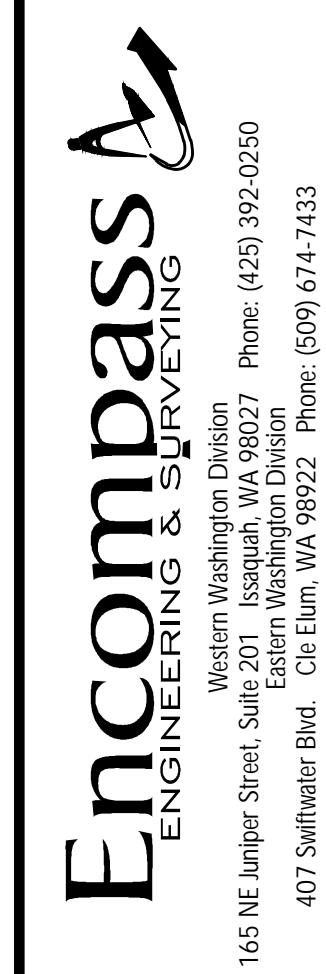 Encompass
ENGINEERING & SURVEYING
Western Washington Division
165 NE Juniper Street, Suite 201 Issaquah, WA 98027 Phone: (425) 392-0250
Eastern Washington Division
407 Swiftwater Blvd. Cle Elum, WA 98922 Phone: (509) 674-7433